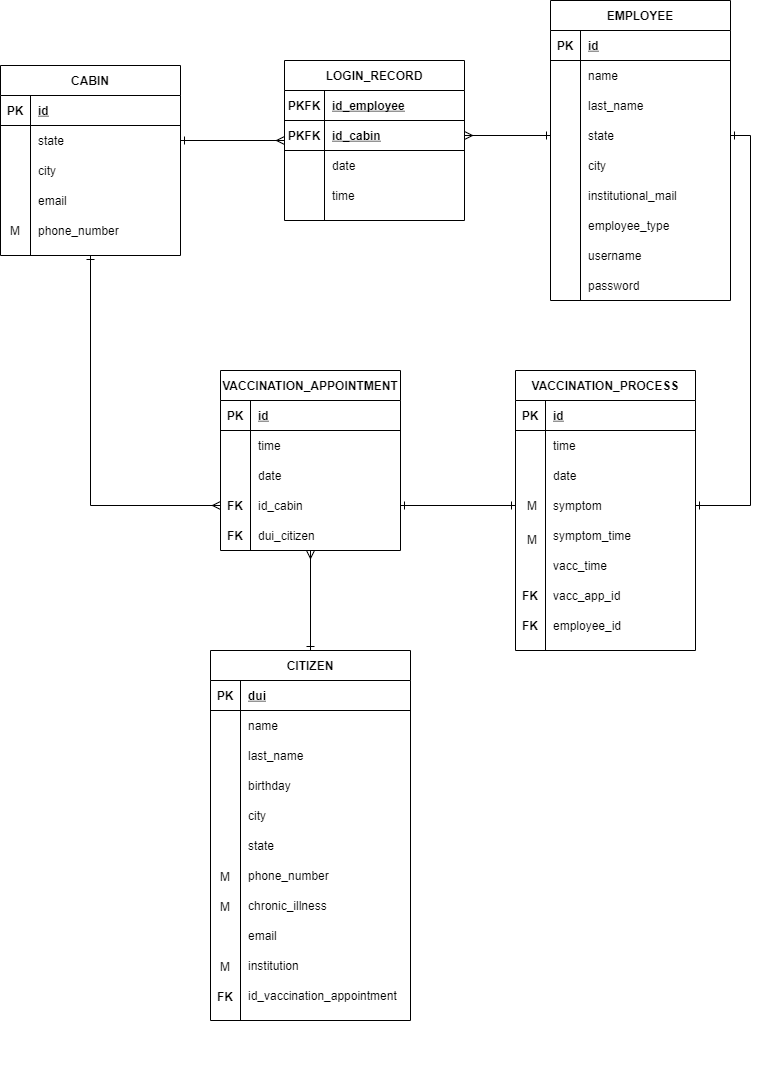 EMPLOYEE
PK id
name
last_name
state
city
institutional_mail
employee_type
username
password
CABIN
PK id
state
city
email
M phone_number
LOGIN_RECORD
PKFK id_employee
PKFK id_cabin
date
time
VACCINATION_APPOINTMENT
PK id
time
date
FK id_cabin
FK dui_citizen
VACCINATION_PROCESS
PK id
time
date
M symptom
M symptom_time
vacc_time
FK vacc_app_id
FK employee_id
CITIZEN
PK dui
name
last_name
birthday
city
state
M phone_number
M chronic_illness
email
M institution
FK id_vaccination_appointment